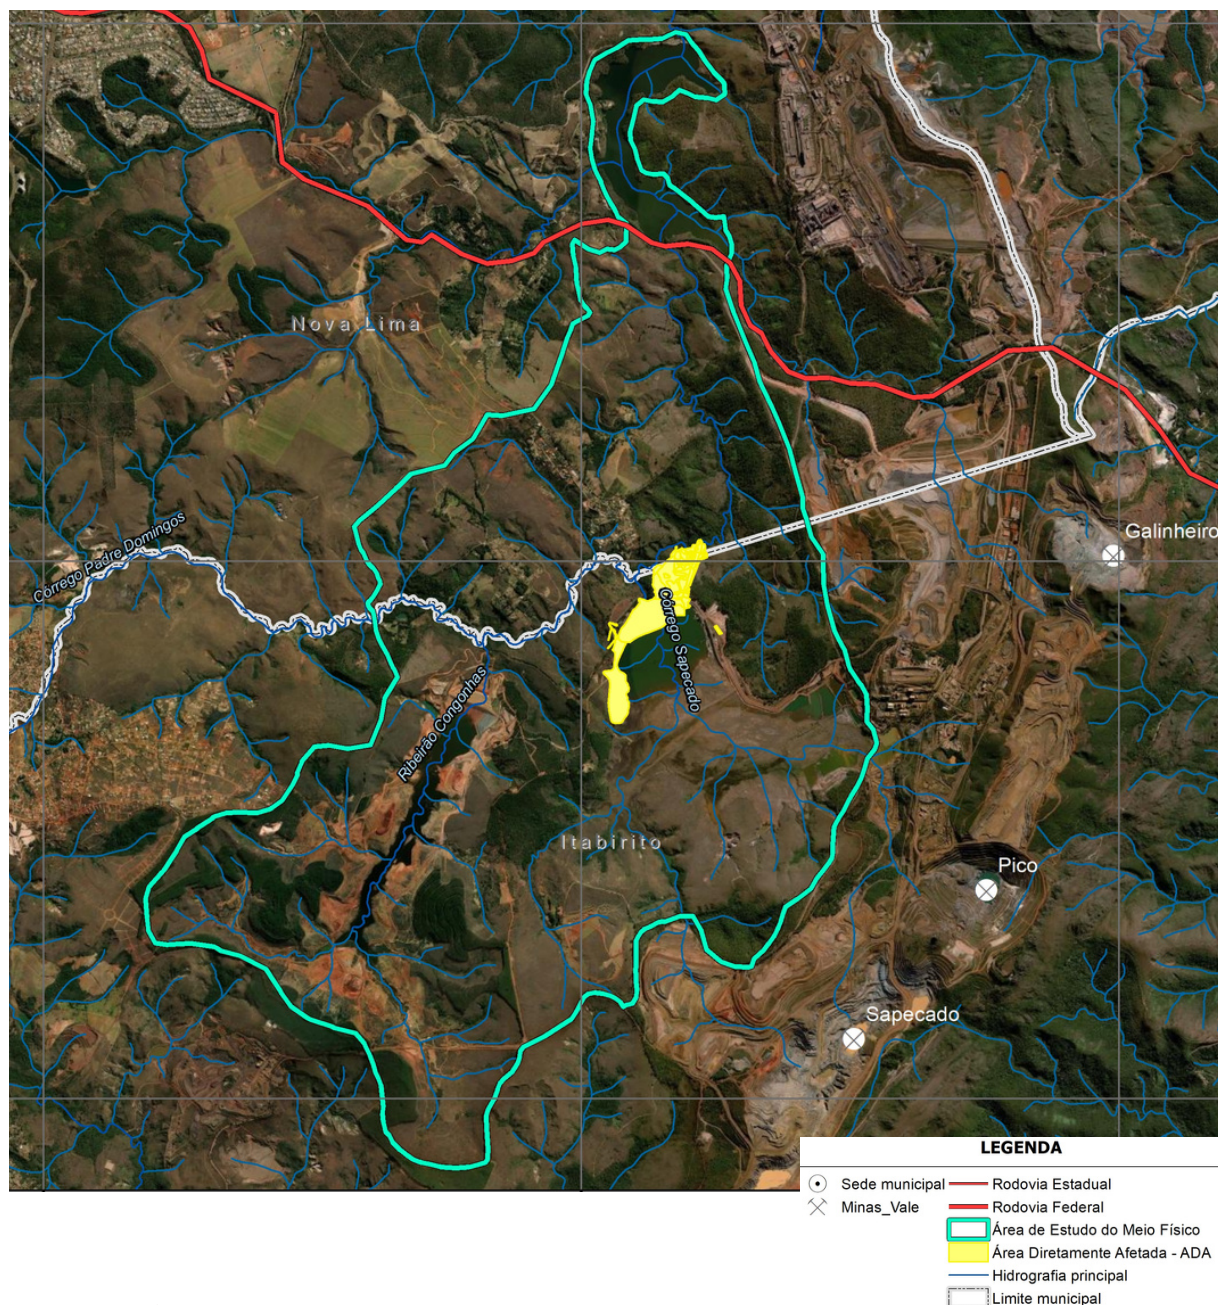 Nova Lima
Galinheiro
Córrego Padre Domingos
Córrego Sapecado
Ribeirão Congonhas
Itabirito
Pico
Sapecado
LEGENDA
Sede municipal
Minas_Vale
Rodovia Estadual
Rodovia Federal
Área de Estudo do Meio Físico
Área Diretamente Afetada - ADA
Hidrografia principal
Limite municipal